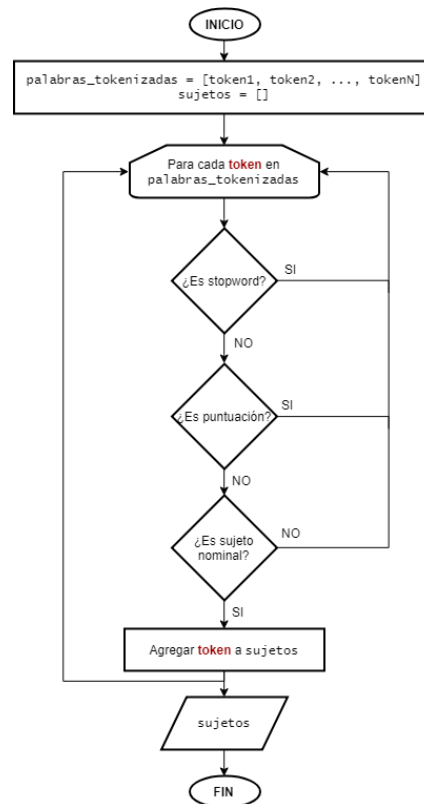 INICIO
palabras_tokenizadas = [token1, token2, ..., tokenN]
sujetos = []
Para cada token en
palabras_tokenizadas
¿Es stopword?
SI
NO
¿Es puntuación?
SI
NO
¿Es sujeto
nominal?
NO
SI
Agregar token a sujetos
sujetos
FIN